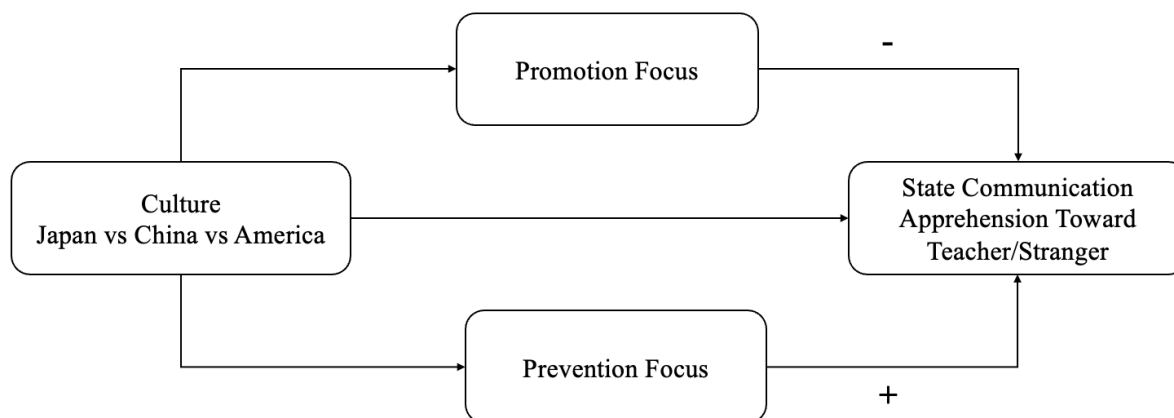 -
Promotion Focus
Culture
Japan vs China vs America
State Communication
Apprehension Toward
Teacher/Stranger
Prevention Focus
+